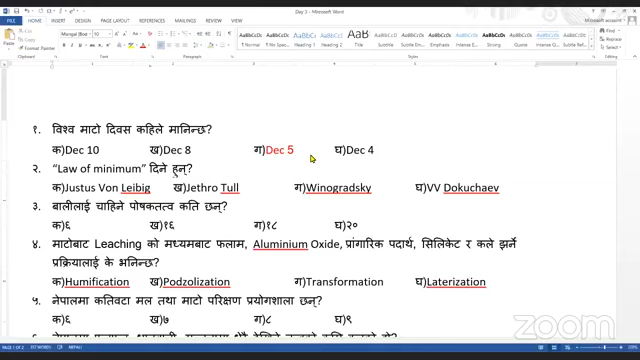 Day 3 - Microsoft Word
FILE HOME INSERT DESIGN PAGE LAYOUT REFERENCES MAILINGS REVIEW VIEW Microsoft account
१. विश्व माटो दिवस कहिले मानिन्छ?
क)Dec 10 ख)Dec 8 ग)Dec 5 घ)Dec 4
२. “Law of minimum” दिने हुन्?
क)Justus Von Leibig ख)Jethro Tull ग)Winogradsky घ)VV Dokuchaev
३. बालीलाई चाहिने पोषकतत्व कति छन्?
क)६ ख)१६ ग)१८ घ)२०
४. माटोबाट Leaching को मध्यमबाट फलाम, Aluminium Oxide, प्रांगारिक पदार्थ, सिलिकेट र कले झर्ने
प्रक्रियालाई के भनिन्छ?
क)Humification ख)Podzolization ग)Transformation घ)Laterization
५. नेपालमा कतिवटा मल तथा माटो परिक्षण प्रयोगशाला छन्?
क)६ ख)७ ग)८ घ)९
zoom